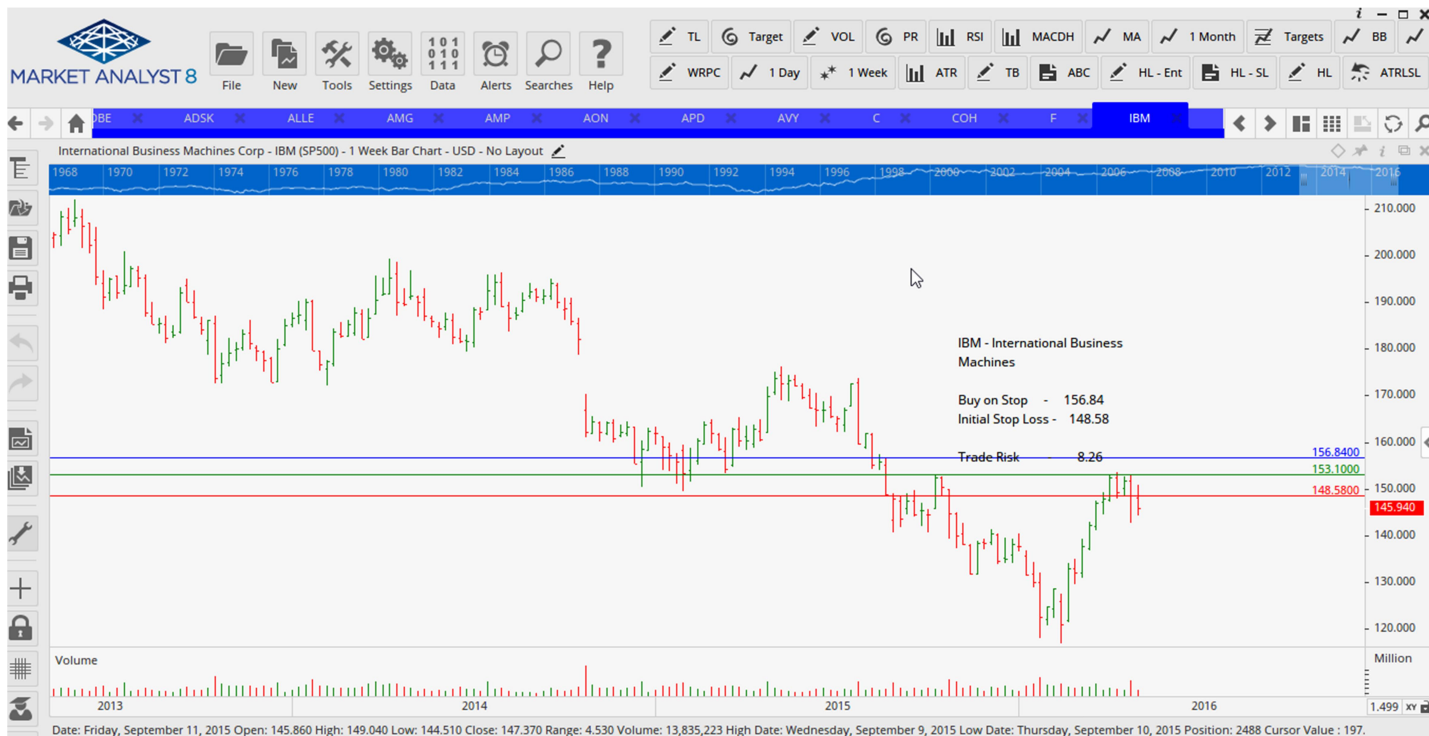 i
MARKET ANALYST 8
File New Tools Settings Data Alerts Searches Help
101
010
111
TL Target VOL PR RSI MACDH MA 1 Month Targets BB
WRPC 1 Day 1 Week ATR TB ABC HL - Ent HL - SL HL ATRLSL
OBE ADSK ALLE AMG AMP AON APD AVY C COH F IBM
International Business Machines Corp - IBM (SP500) - 1 Week Bar Chart - USD - No Layout
1968 1970 1972 1974 1976 1978 1980 1982 1984 1986 1988 1990 1992 1994 1996 1998 2000 2002 2004 2006 2008 2010 2012 2014 2016
210.000
200.000
190.000
180.000
170.000
160.000
150.000
140.000
130.000
120.000
IBM - International Business
Machines
Buy on Stop - 156.84
Initial Stop Loss - 148.58
Trade Risk - 8.26
156.8400
153.1000
148.5800
145.940
Volume
Million
2013 2014 2015 2016
1.499 XY
Date: Friday, September 11, 2015 Open: 145.860 High: 149.040 Low: 144.510 Close: 147.370 Range: 4.530 Volume: 13,835,223 High Date: Wednesday, September 9, 2015 Low Date: Thursday, September 10, 2015 Position: 2488 Cursor Value : 197.